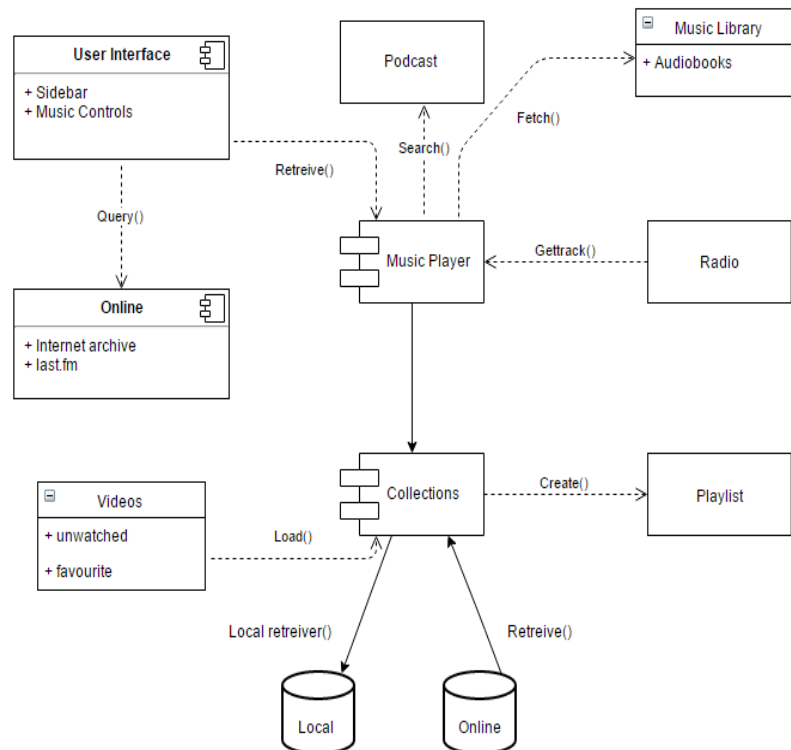 User Interface
+ Sidebar
+ Music Controls
Podcast
Music Library
+ Audiobooks
Retreive()
Search()
Fetch()
Query()
Music Player
Gettrack()
Radio
Online
+ Internet archive
+ last.fm
Videos
+ unwatched
+ favourite
Load()
Collections
Create()
Playlist
Local retreiver()
Retreive()
Local
Online